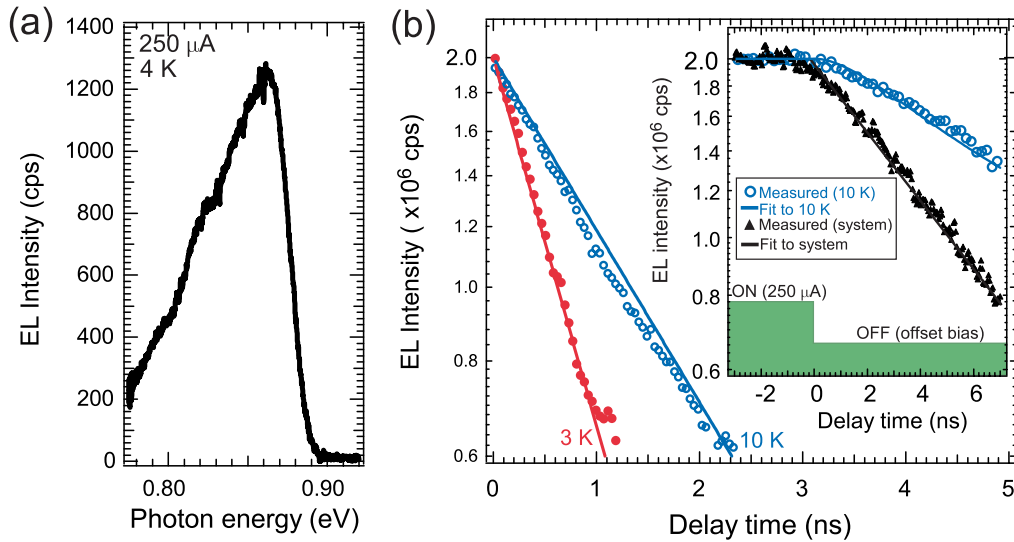 (a)
250 μA
4 K
1400
1200
1000
800
600
400
200
0
EL Intensity (cps)
0.80
0.90
Photon energy (eV)
(b)
2.0
1.8
1.6
1.4
1.2
1.0
0.8
0.6
EL Intensity ( x10⁶ cps)
3 K
10 K
0
1
2
3
4
5
Delay time (ns)
2.0
1.8
1.6
1.4
1.2
1.0
0.8
0.6
EL intensity (x10⁶ cps)
Measured (10 K)
Fit to 10 K
Measured (system)
Fit to system
ON (250 μA)
OFF (offset bias)
-2
0
2
4
6
Delay time (ns)